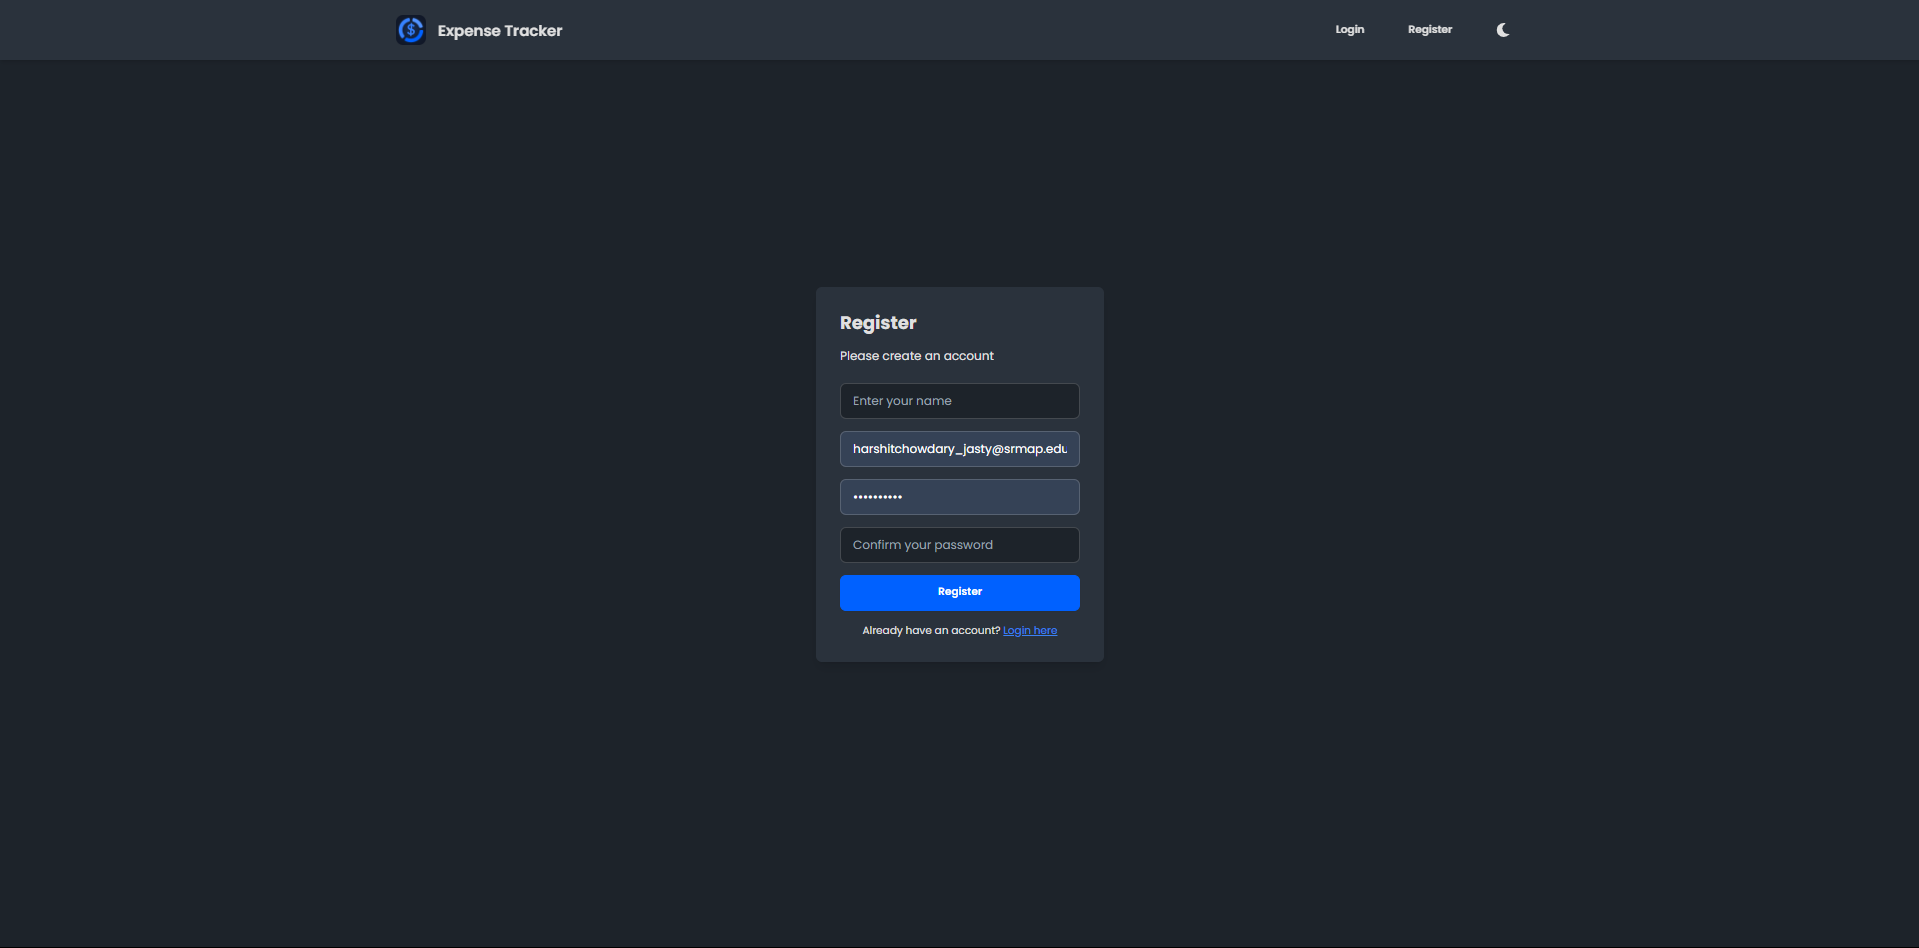 Expense Tracker
Login
Register
Register
Please create an account
Enter your name
harshitchowdary_jasty@srmap.edu
••••••••••
Confirm your password
Register
Already have an account? Login here